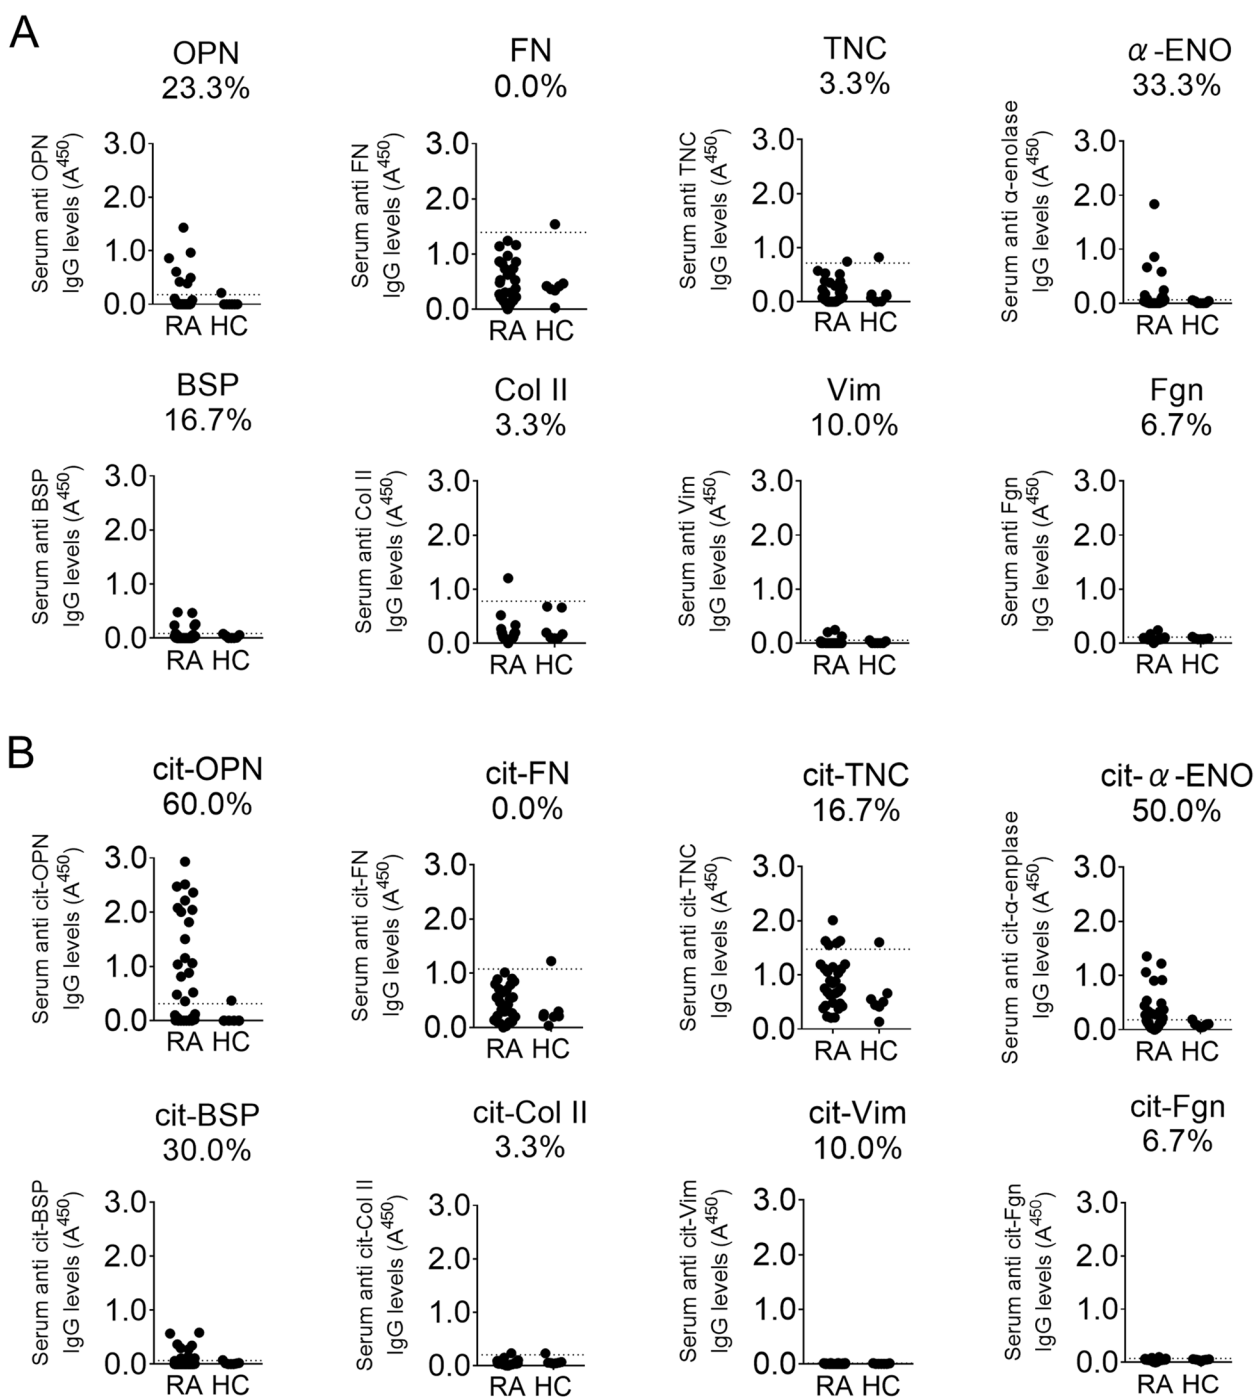 A
OPN
23.3%
Serum anti OPN
IgG levels (A450)
3.0
2.0
1.0
0.0
RA HC
FN
0.0%
Serum anti FN
IgG levels (A450)
3.0
2.0
1.0
0.0
RA HC
TNC
3.3%
Serum anti TNC
IgG levels (A450)
3.0
2.0
1.0
0.0
RA HC
α-ENO
33.3%
Serum anti α-enolase
IgG levels (A450)
3.0
2.0
1.0
0.0
RA HC
BSP
16.7%
Serum anti BSP
IgG levels (A450)
3.0
2.0
1.0
0.0
RA HC
Col II
3.3%
Serum anti Col II
IgG levels (A450)
3.0
2.0
1.0
0.0
RA HC
Vim
10.0%
Serum anti Vim
IgG levels (A450)
3.0
2.0
1.0
0.0
RA HC
Fgn
6.7%
Serum anti Fgn
IgG levels (A450)
3.0
2.0
1.0
0.0
RA HC
B
cit-OPN
60.0%
Serum anti cit-OPN
IgG levels (A450)
3.0
2.0
1.0
0.0
RA HC
cit-FN
0.0%
Serum anti cit-FN
IgG levels (A450)
3.0
2.0
1.0
0.0
RA HC
cit-TNC
16.7%
Serum anti cit-TNC
IgG levels (A450)
3.0
2.0
1.0
0.0
RA HC
cit-α-ENO
50.0%
Serum anti cit-α-enplase
IgG levels (A450)
3.0
2.0
1.0
0.0
RA HC
cit-BSP
30.0%
Serum anti cit-BSP
IgG levels (A450)
3.0
2.0
1.0
0.0
RA HC
cit-Col II
3.3%
Serum anti cit-Col II
IgG levels (A450)
3.0
2.0
1.0
0.0
RA HC
cit-Vim
10.0%
Serum anti cit-Vim
IgG levels (A450)
3.0
2.0
1.0
0.0
RA HC
cit-Fgn
6.7%
Serum anti cit-Fgn
IgG levels (A450)
3.0
2.0
1.0
0.0
RA HC